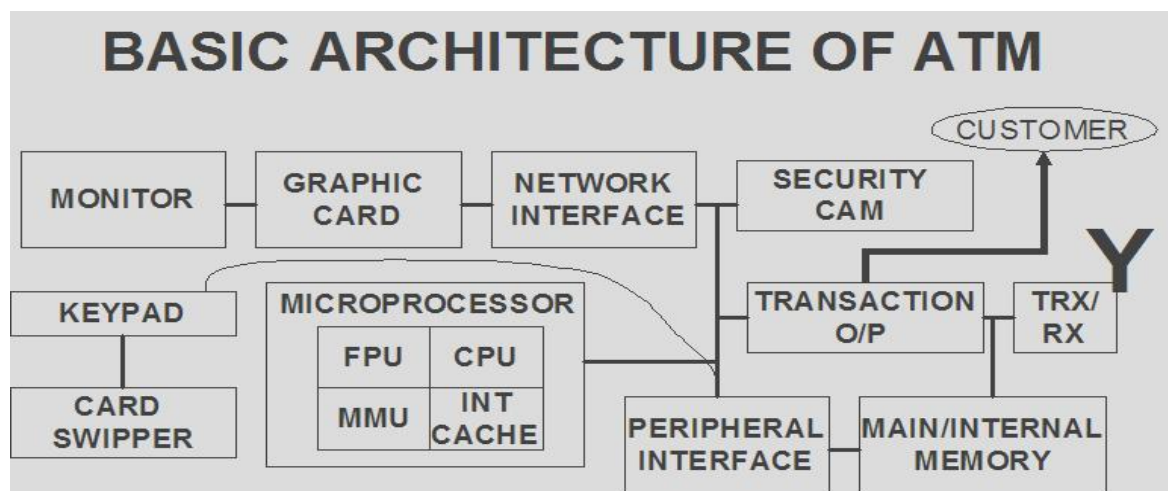 BASIC ARCHITECTURE OF ATM
CUSTOMER
MONITOR
GRAPHIC
CARD
NETWORK
INTERFACE
SECURITY
CAM
Y
KEYPAD
MICROPROCESSOR
FPU
CPU
MMU
INT
CACHE
TRANSACTION
O/P
TRX/
RX
CARD
SWIPPER
PERIPHERAL
INTERFACE
MAIN/INTERNAL
MEMORY